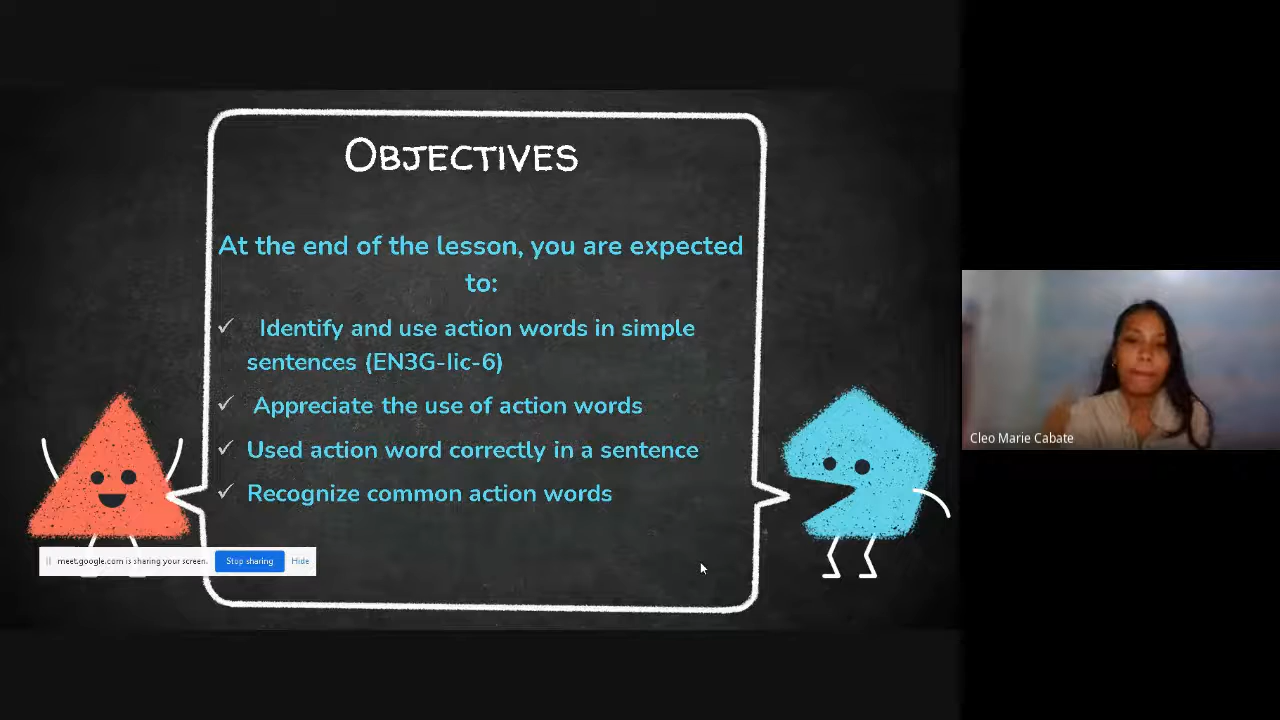 OBJECTIVES
At the end of the lesson, you are expected
to:
✓ Identify and use action words in simple
sentences (EN3G-Iic-6)
✓ Appreciate the use of action words
✓ Used action word correctly in a sentence
✓ Recognize common action words
meet.google.com is sharing your screen. Stop sharing Hide
Cleo Marie Cabate